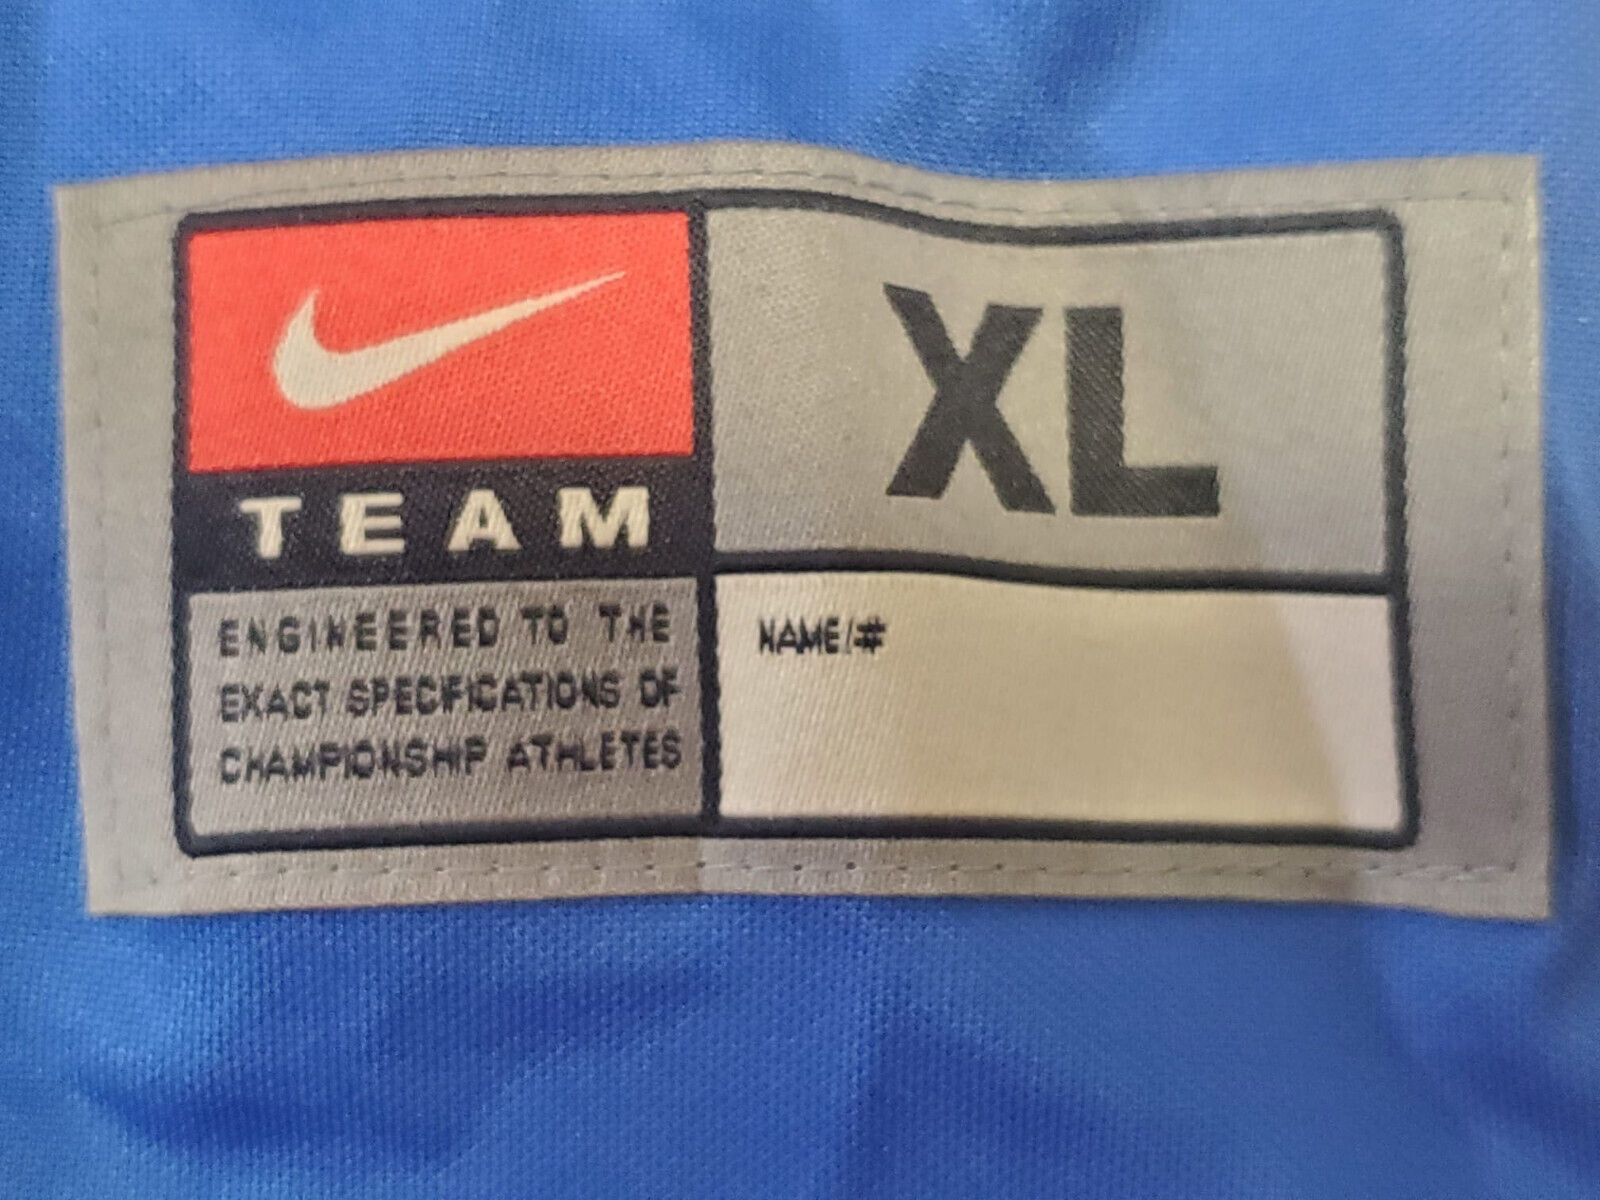 TEAM
XL
ENGINEERED TO THE
EXACT SPECIFICATIONS OF
CHAMPIONSHIP ATHLETES
NAME/#